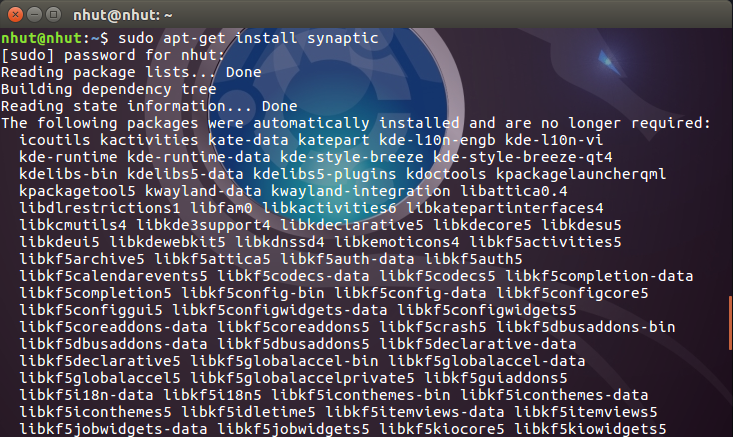 nhut@nhut: ~
nhut@nhut:~$ sudo apt-get install synaptic
[sudo] password for nhut:
Reading package lists... Done
Building dependency tree
Reading state information... Done
The following packages were automatically installed and are no longer required:
icoutils kactivities kate-data katepart kde-l10n-engb kde-l10n-vi
kde-runtime kde-runtime-data kde-style-breeze kde-style-breeze-qt4
kdelibs-bin kdelibs5-data kdelibs5-plugins kdoctools kpackagelauncherqml
kpackagetool5 kwayland-data kwayland-integration libattica0.4
libdlrestrictions1 libfam0 libkactivities6 libkatepartinterfaces4
libkcmutils4 libkde3support4 libkdeclarative5 libkdecore5 libkdesu5
libkdeui5 libkdewebkit5 libkdnssd4 libkemoticons4 libkf5activities5
libkf5archive5 libkf5attica5 libkf5auth-data libkf5auth5
libkf5calendarevents5 libkf5codecs-data libkf5codecs5 libkf5completion-data
libkf5completion5 libkf5config-bin libkf5config-data libkf5configcore5
libkf5configgui5 libkf5configwidgets-data libkf5configwidgets5
libkf5coreaddons-data libkf5coreaddons5 libkf5crash5 libkf5dbusaddons-bin
libkf5dbusaddons-data libkf5dbusaddons5 libkf5declarative-data
libkf5declarative5 libkf5globalaccel-bin libkf5globalaccel-data
libkf5globalaccel5 libkf5globalaccelprivate5 libkf5guiaddons5
libkf5i18n-data libkf5i18n5 libkf5iconthemes-bin libkf5iconthemes-data
libkf5iconthemes5 libkf5idletime5 libkf5itemviews-data libkf5itemviews5
libkf5jobwidgets-data libkf5jobwidgets5 libkf5kiocore5 libkf5kiowidgets5